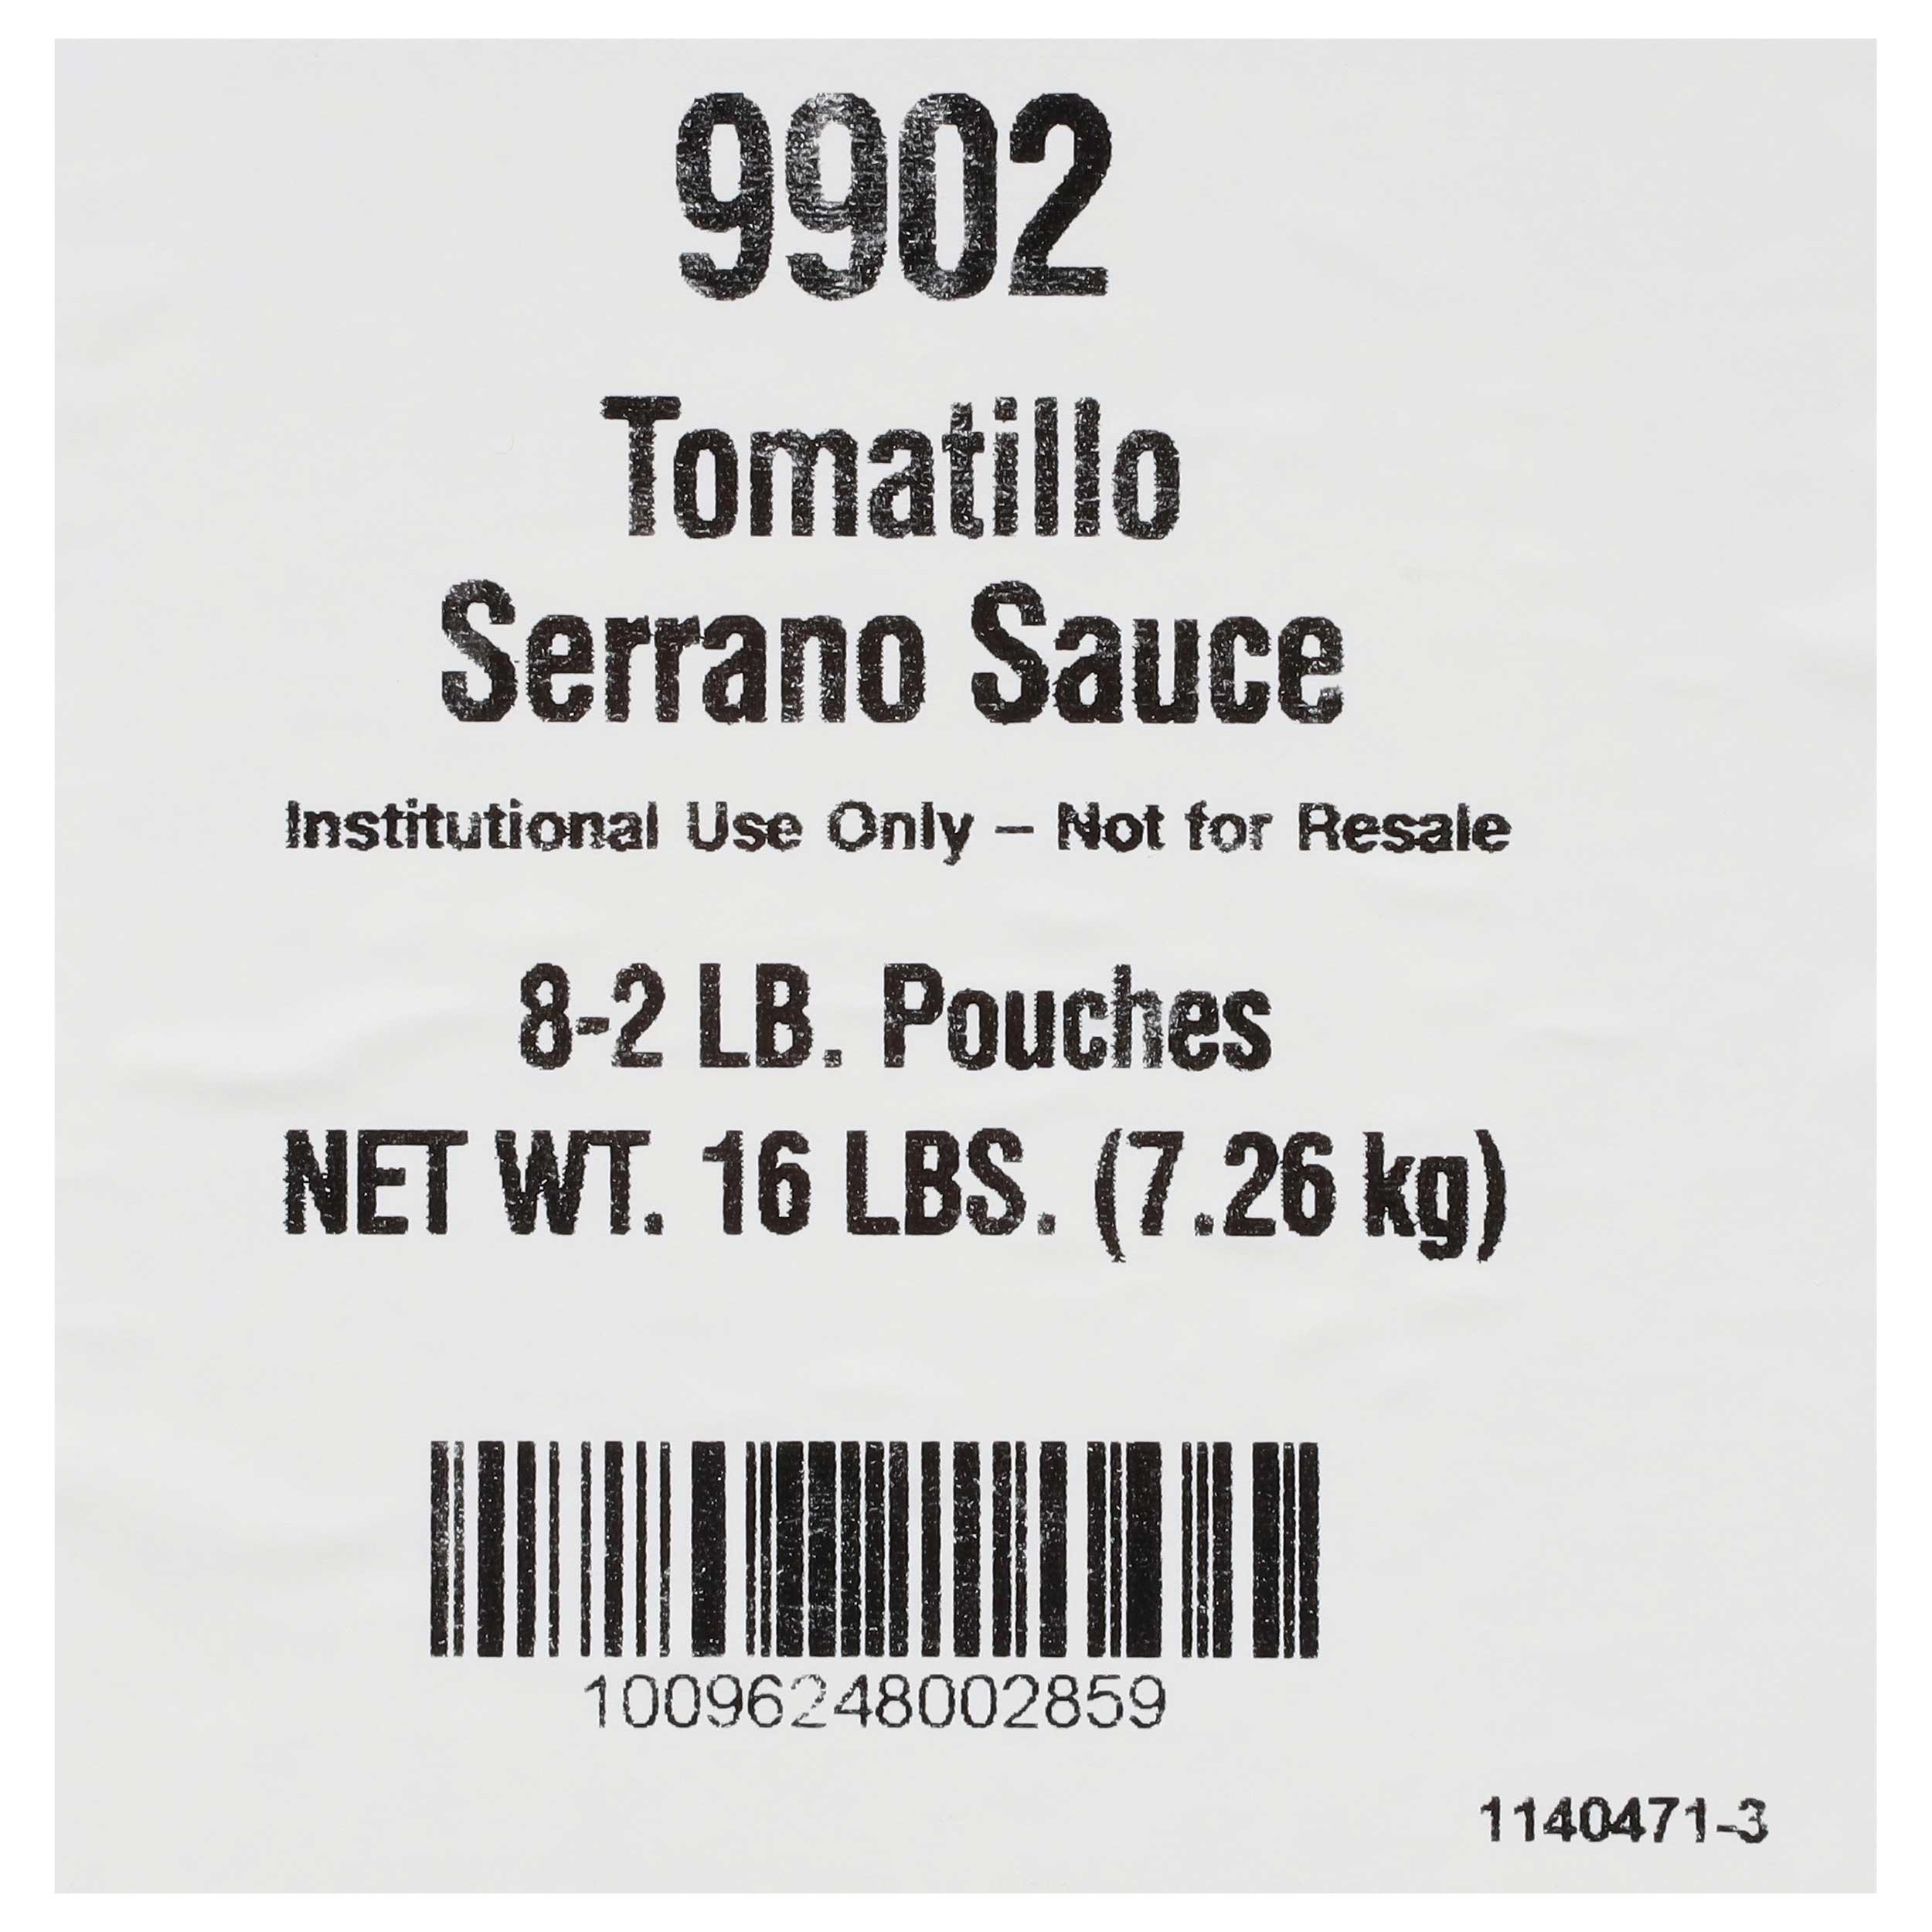 9902
Tomatillo
Serrano Sauce
Institutional Use Only – Not for Resale
8-2 LB. Pouches
NET WT. 16 LBS. (7.26 kg)
10096248002859
1140471-3